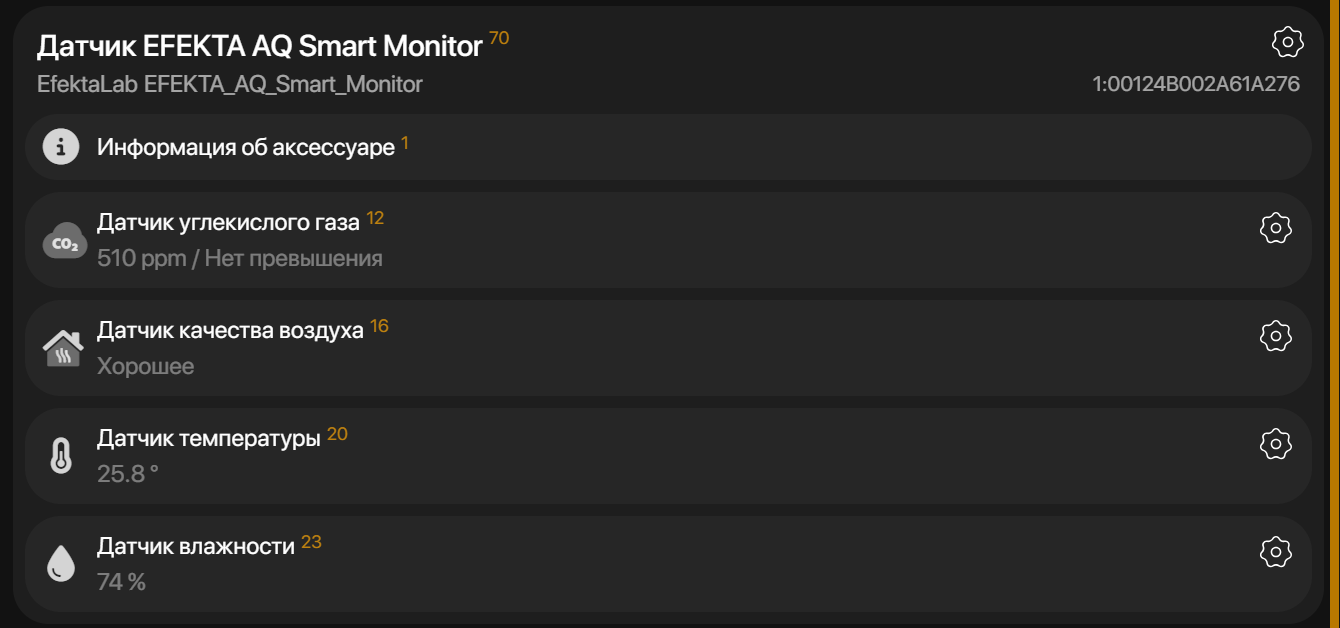 Датчик EFEKTA AQ Smart Monitor 70
EfektaLab EFEKTA_AQ_Smart_Monitor 1:00124B002A61A276
Информация об аксессуаре 1
Датчик углекислого газа 12
CO₂
510 ppm / Нет превышения
Датчик качества воздуха 16
Хорошее
Датчик температуры 20
25.8 °
Датчик влажности 23
74 %